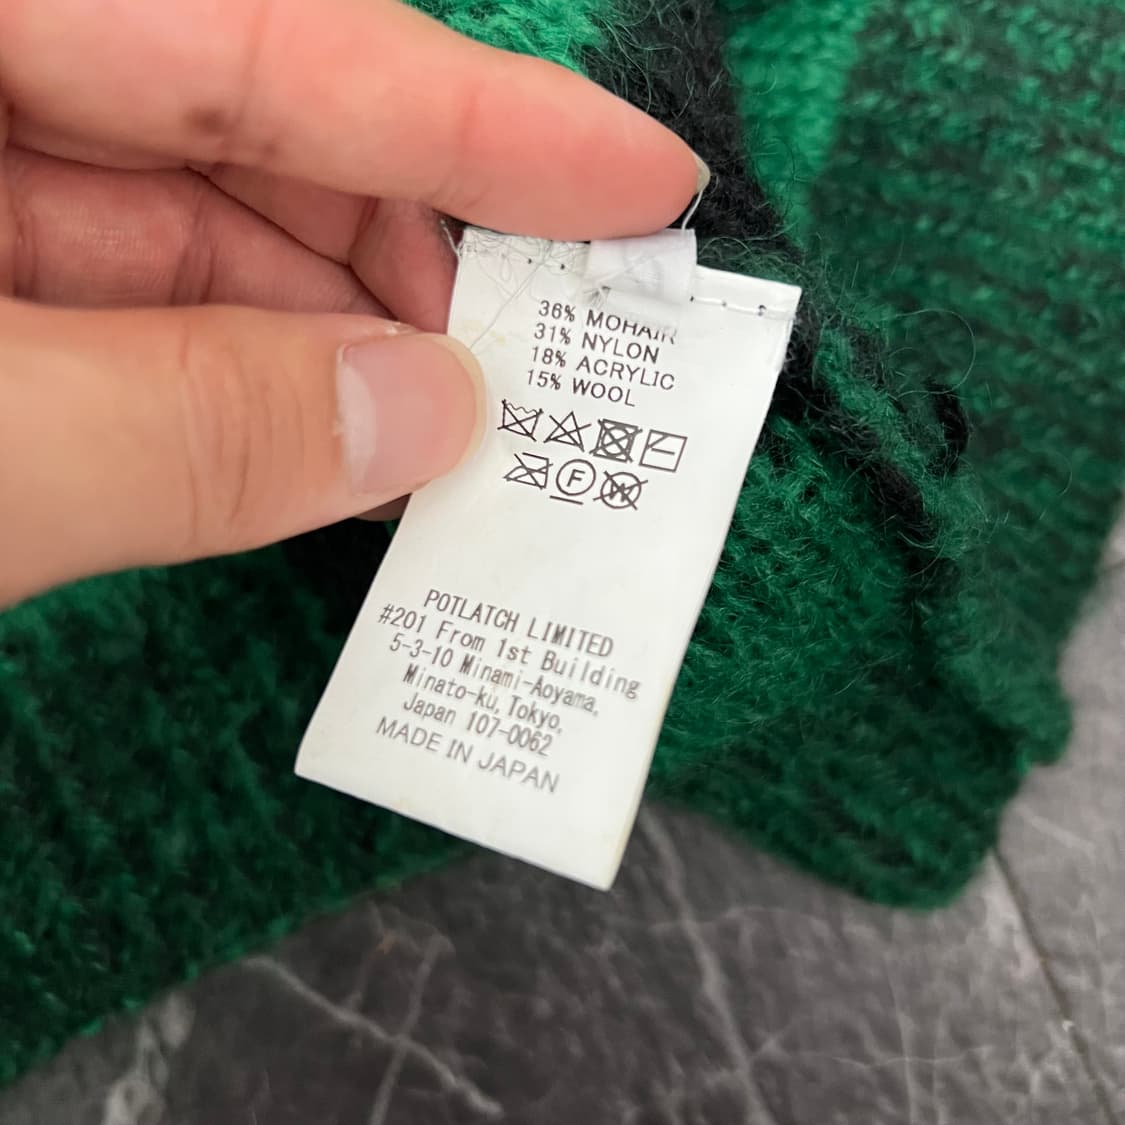 36% MOHAIR
31% NYLON
18% ACRYLIC
15% WOOL
F W
POTLATCH LIMITED
#201 From 1st Building
5-3-10 Minami-Aoyama,
Minato-ku, Tokyo,
Japan 107-0062
MADE IN JAPAN